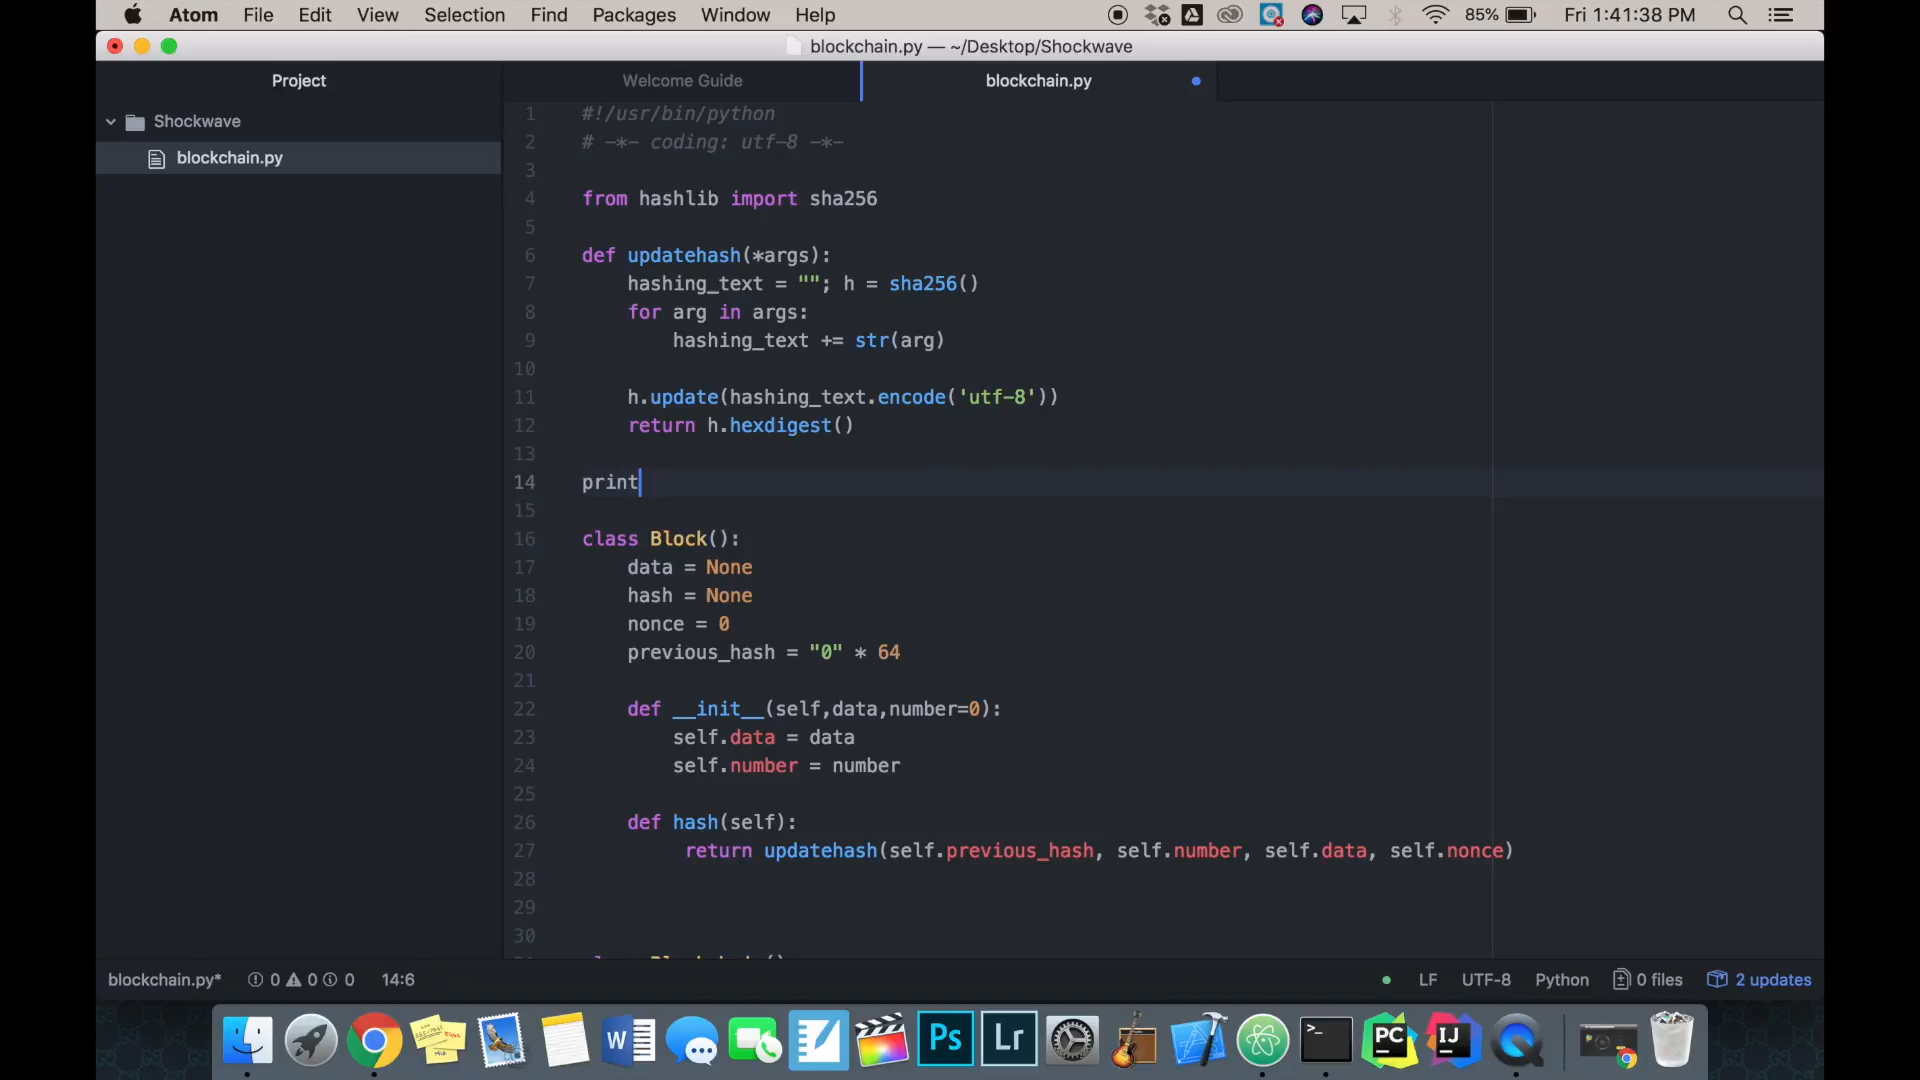 Atom File Edit View Selection Find Packages Window Help 85% Fri 1:41:38 PM
blockchain.py — ~/Desktop/Shockwave
Project Welcome Guide blockchain.py
Shockwave
blockchain.py
1 #!/usr/bin/python
2 # -*- coding: utf-8 -*-
3
4 from hashlib import sha256
5
6 def updatehash(*args):
7 hashing_text = ""; h = sha256()
8 for arg in args:
9 hashing_text += str(arg)
10
11 h.update(hashing_text.encode('utf-8'))
12 return h.hexdigest()
13
14 print
15
16 class Block():
17 data = None
18 hash = None
19 nonce = 0
20 previous_hash = "0" * 64
21
22 def __init__(self,data,number=0):
23 self.data = data
24 self.number = number
25
26 def hash(self):
27 return updatehash(self.previous_hash, self.number, self.data, self.nonce)
28
29
30
blockchain.py* 0 0 0 14:6 LF UTF-8 Python 0 files 2 updates
W Ps Lr >_ PC IJ